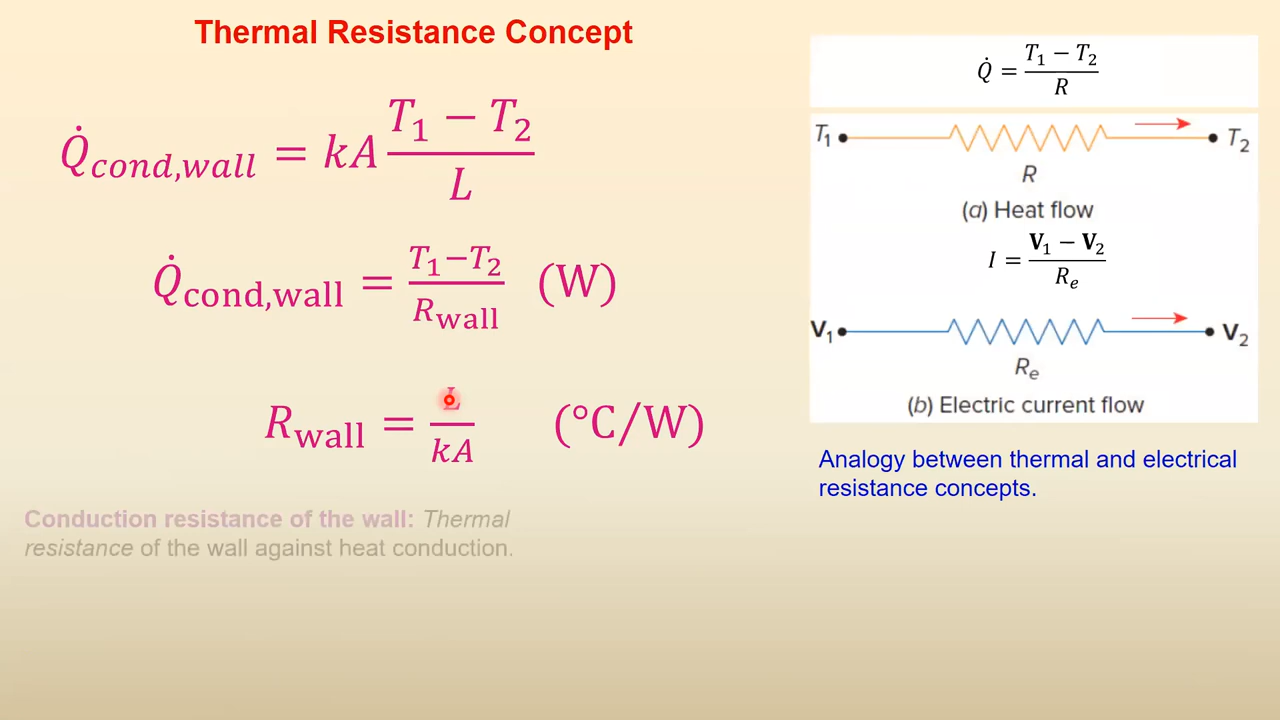 Thermal Resistance Concept
Q̇cond,wall = kA (T₁ − T₂)/L
Q̇cond,wall = (T₁−T₂)/Rwall (W)
Rwall = L/kA (°C/W)
Conduction resistance of the wall: Thermal
resistance of the wall against heat conduction.
Q̇ = (T₁ − T₂)/R
T₁ T₂
R
(a) Heat flow
I = (V₁ − V₂)/Rₑ
V₁ V₂
Rₑ
(b) Electric current flow
Analogy between thermal and electrical
resistance concepts.